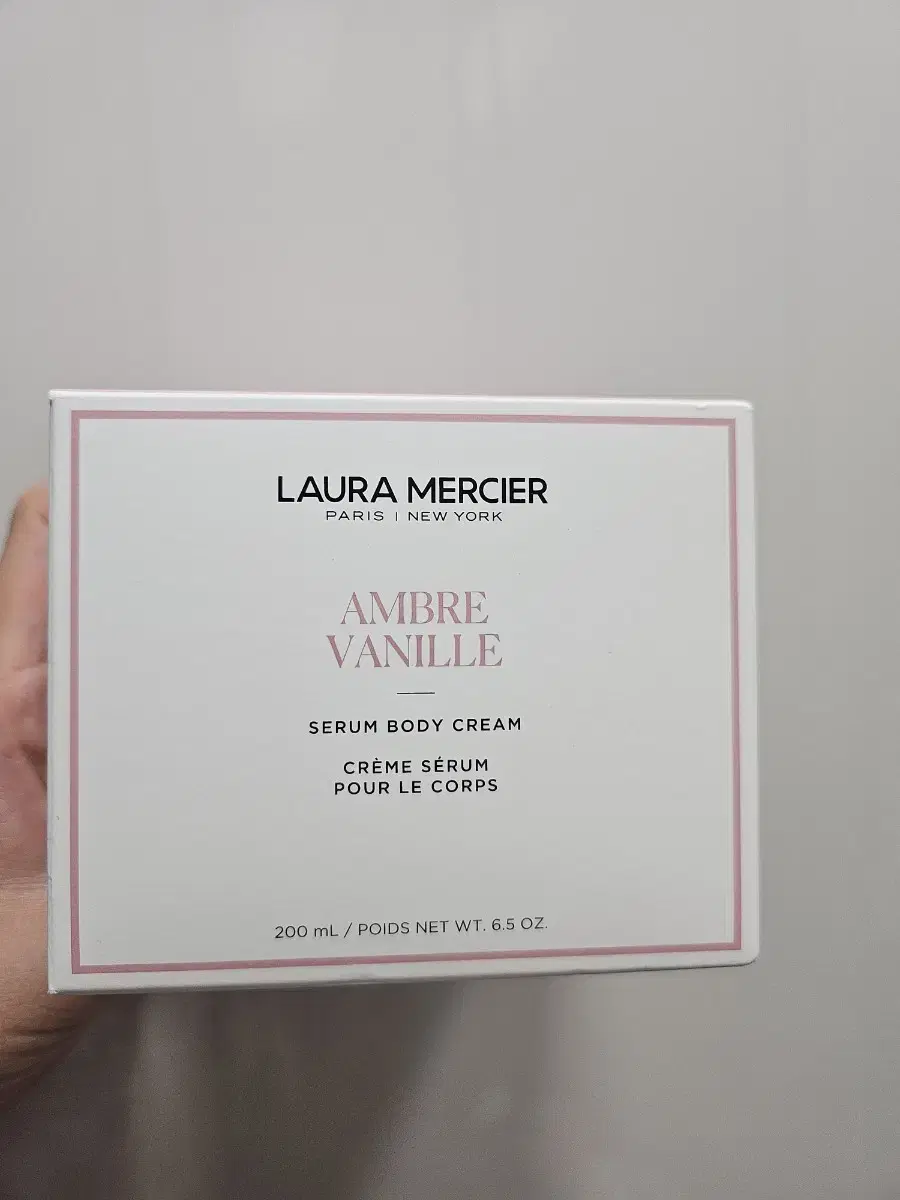 LAURA MERCIER
PARIS | NEW YORK
AMBRE
VANILLE
SERUM BODY CREAM
CRÈME SÉRUM
POUR LE CORPS
200 mL / POIDS NET WT. 6.5 OZ.